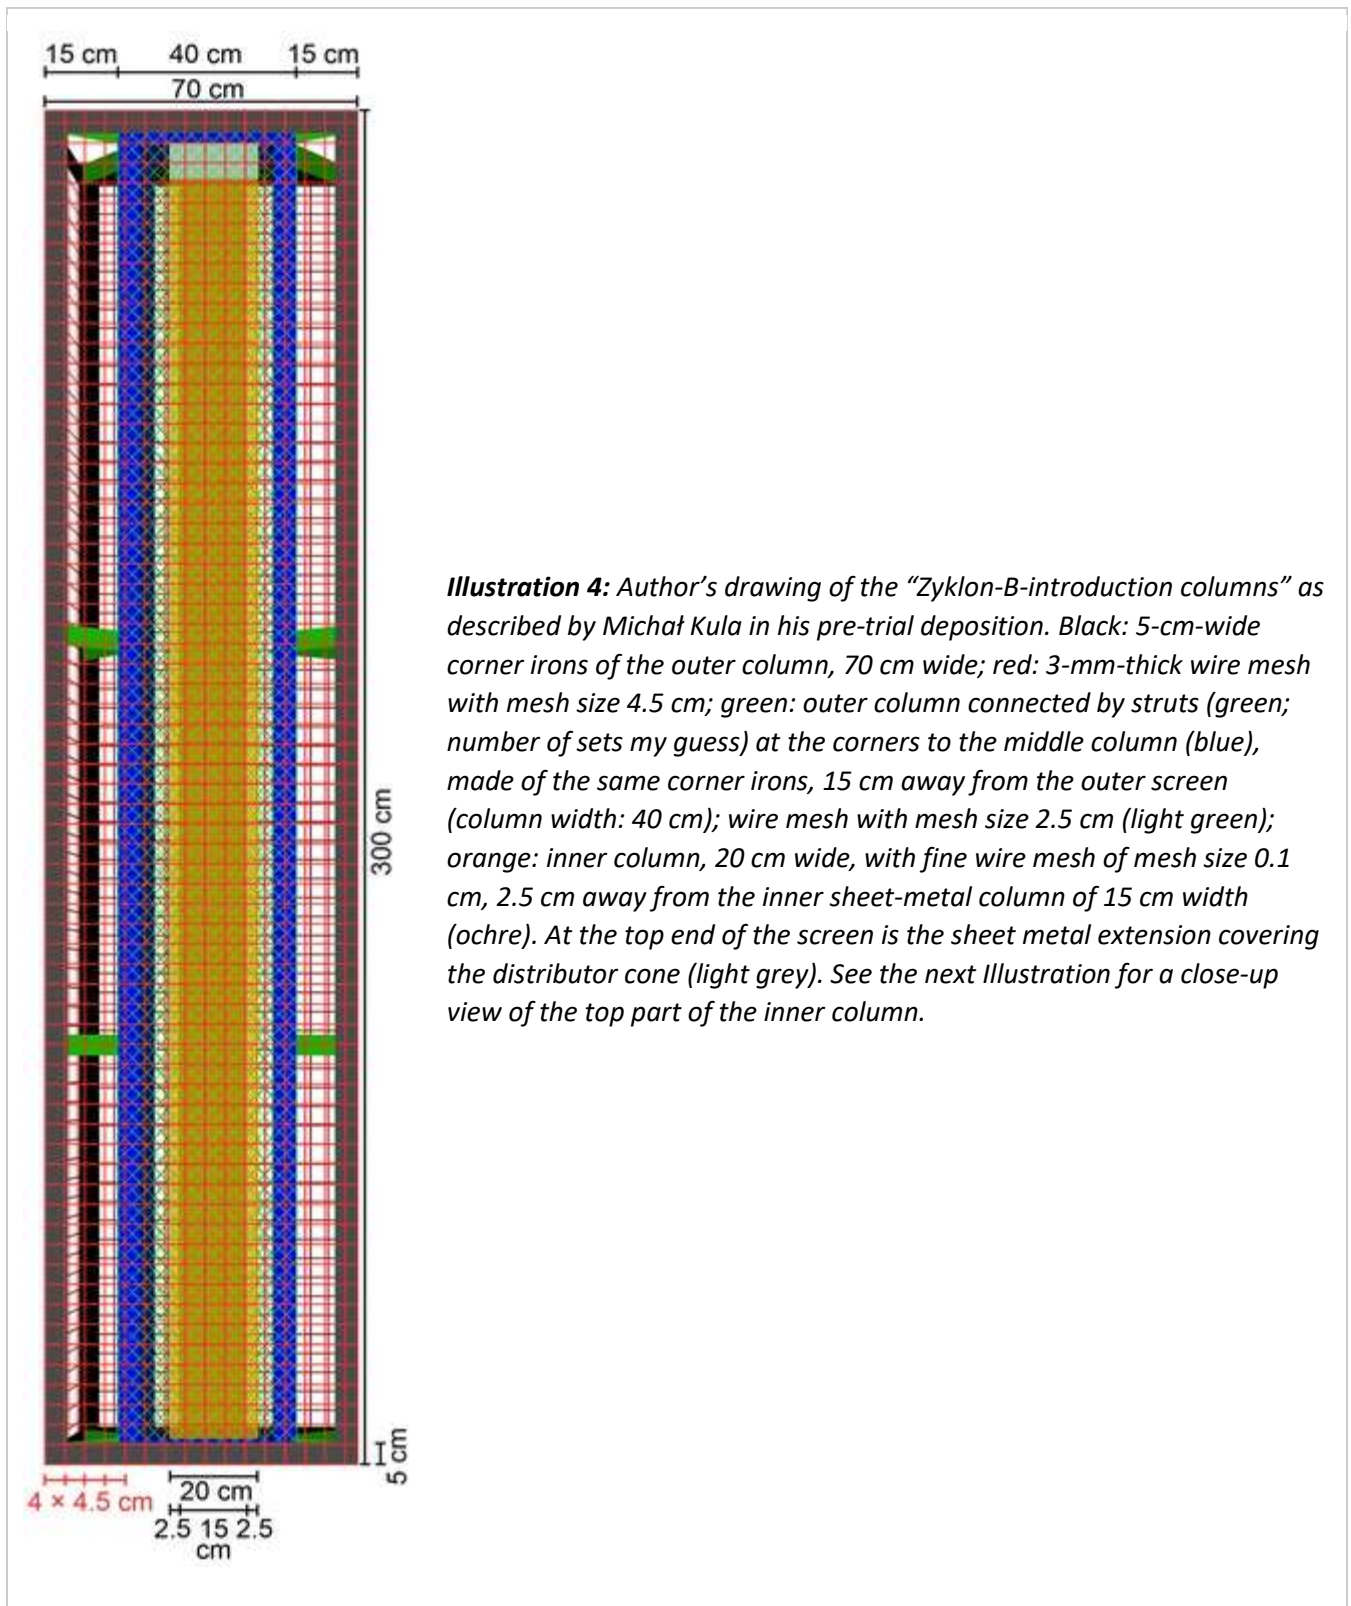 15 cm 40 cm 15 cm
70 cm
300 cm
5 cm
4 × 4.5 cm
20 cm
2.5 15 2.5
cm
Illustration 4: Author’s drawing of the “Zyklon-B-introduction columns” as
described by Michał Kula in his pre-trial deposition. Black: 5-cm-wide
corner irons of the outer column, 70 cm wide; red: 3-mm-thick wire mesh
with mesh size 4.5 cm; green: outer column connected by struts (green;
number of sets my guess) at the corners to the middle column (blue),
made of the same corner irons, 15 cm away from the outer screen
(column width: 40 cm); wire mesh with mesh size 2.5 cm (light green);
orange: inner column, 20 cm wide, with fine wire mesh of mesh size 0.1
cm, 2.5 cm away from the inner sheet-metal column of 15 cm width
(ochre). At the top end of the screen is the sheet metal extension covering
the distributor cone (light grey). See the next Illustration for a close-up
view of the top part of the inner column.